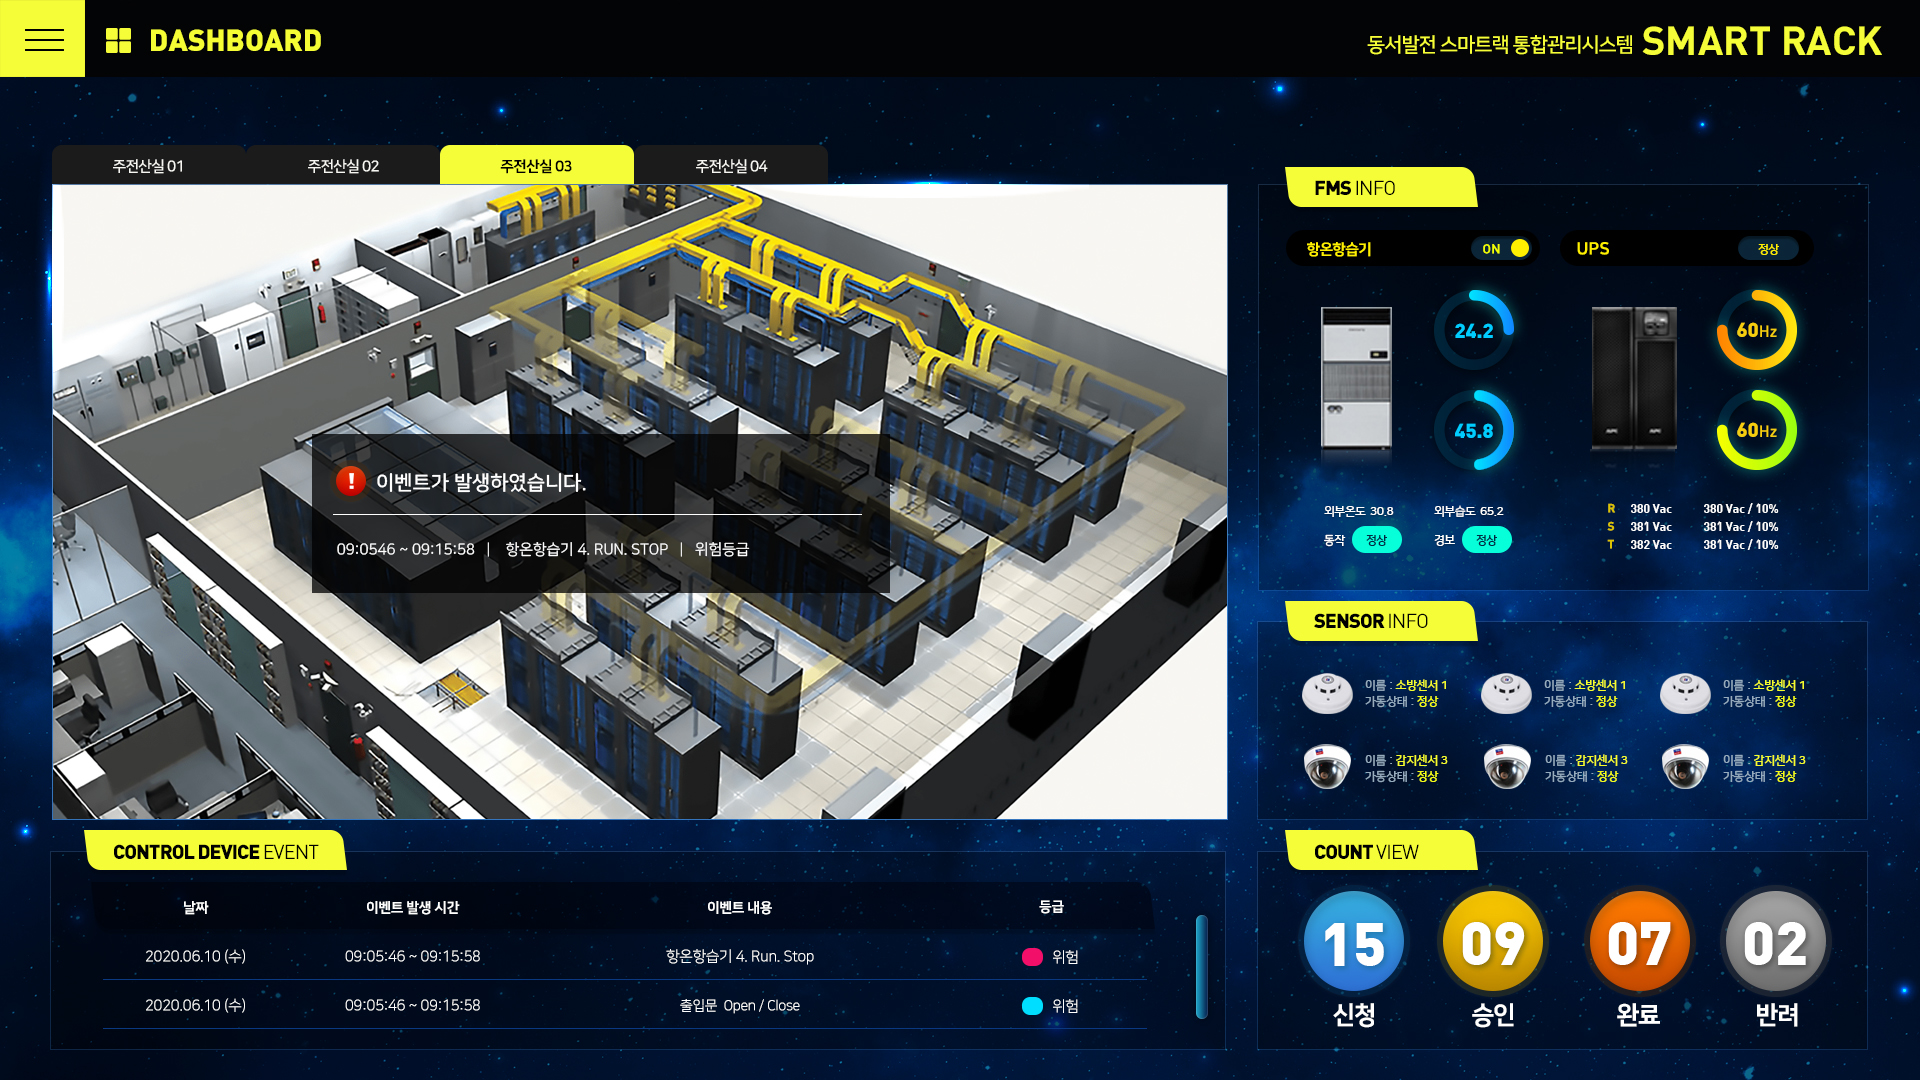 DASHBOARD
동서발전 스마트랙 통합관리시스템 SMART RACK
주전산실 01
주전산실 02
주전산실 03
주전산실 04
이벤트가 발생하였습니다.
09:0546 ~ 09:15:58 | 항온항습기 4. RUN. STOP | 위험등급
FMS INFO
항온항습기 ON
24.2
45.8
외부온도 30.8
외부습도 65.2
동작 정상
경보 정상
UPS 정상
60Hz
60Hz
R 380 Vac 380 Vac / 10%
S 381 Vac 381 Vac / 10%
T 382 Vac 381 Vac / 10%
SENSOR INFO
이름 : 소방센서 1
가동상태 : 정상
이름 : 소방센서 1
가동상태 : 정상
이름 : 소방센서 1
가동상태 : 정상
이름 : 감지센서 3
가동상태 : 정상
이름 : 감지센서 3
가동상태 : 정상
이름 : 감지센서 3
가동상태 : 정상
CONTROL DEVICE EVENT
날짜 이벤트 발생 시간 이벤트 내용 등급
2020.06.10 (수) 09:05:46 ~ 09:15:58 항온항습기 4. Run. Stop 위험
2020.06.10 (수) 09:05:46 ~ 09:15:58 출입문 Open / Close 위험
COUNT VIEW
15 09 07 02
신청 승인 완료 반려